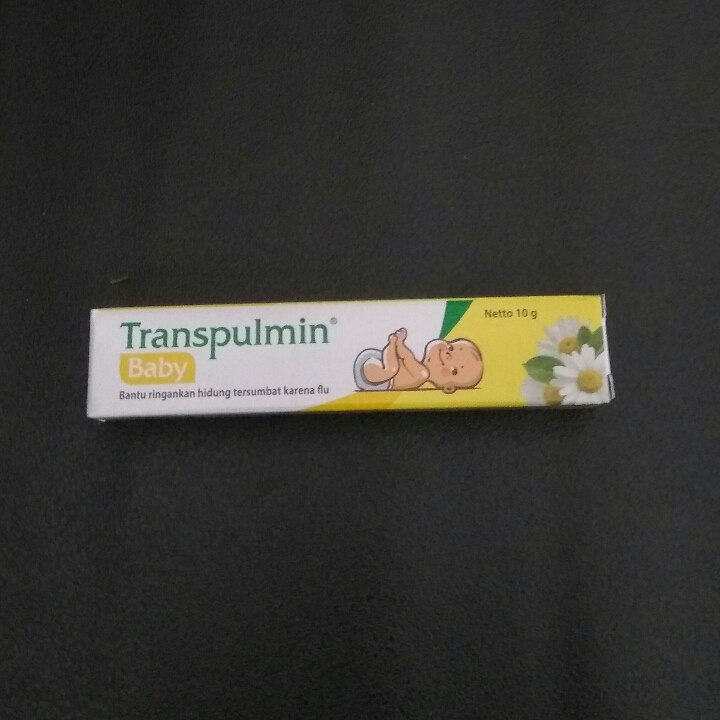 Transpulmin®
Baby
Bantu ringankan hidung tersumbat karena flu
Netto 10 g